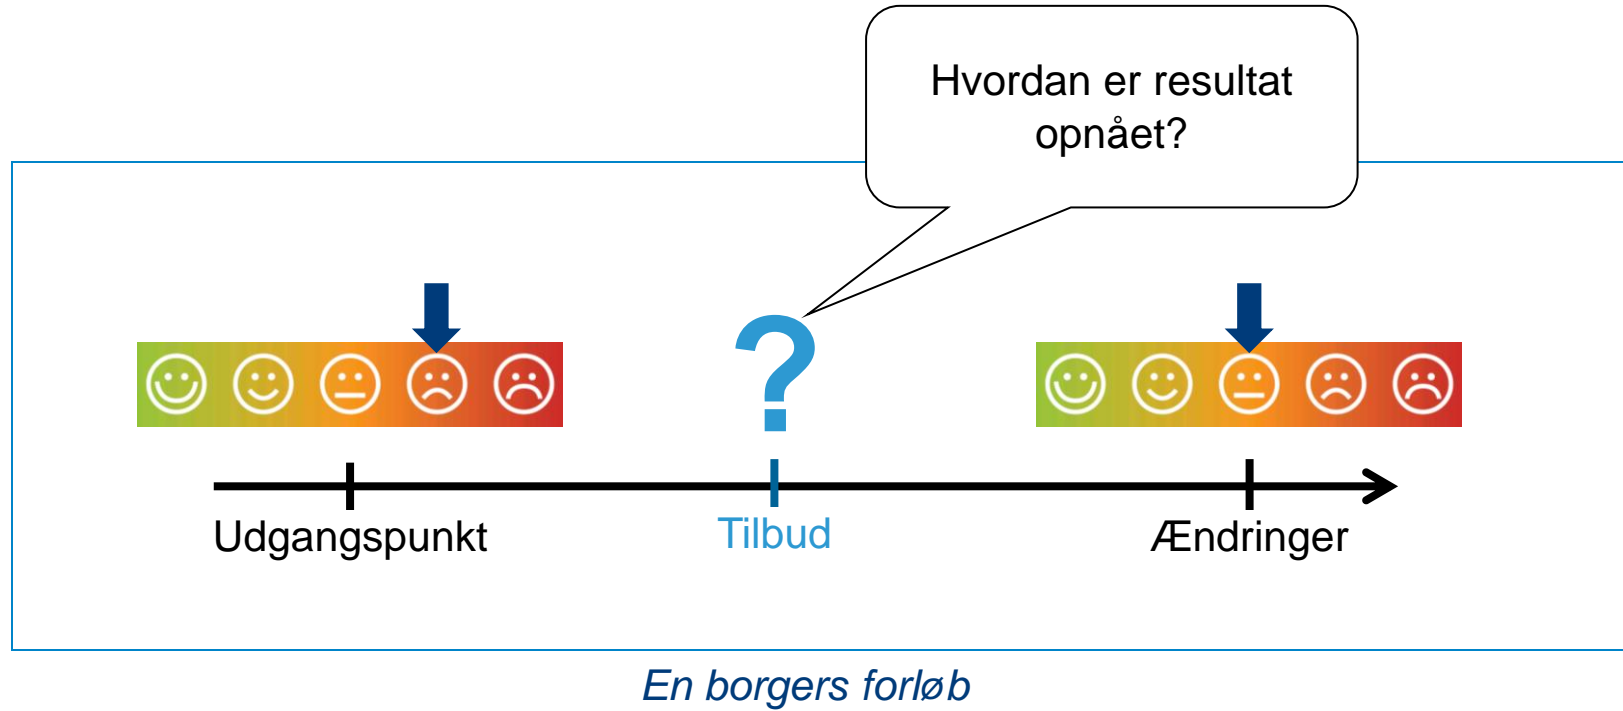 Hvordan er resultat
opnået?
?
Udgangspunkt
Tilbud
Ændringer
En borgers forløb